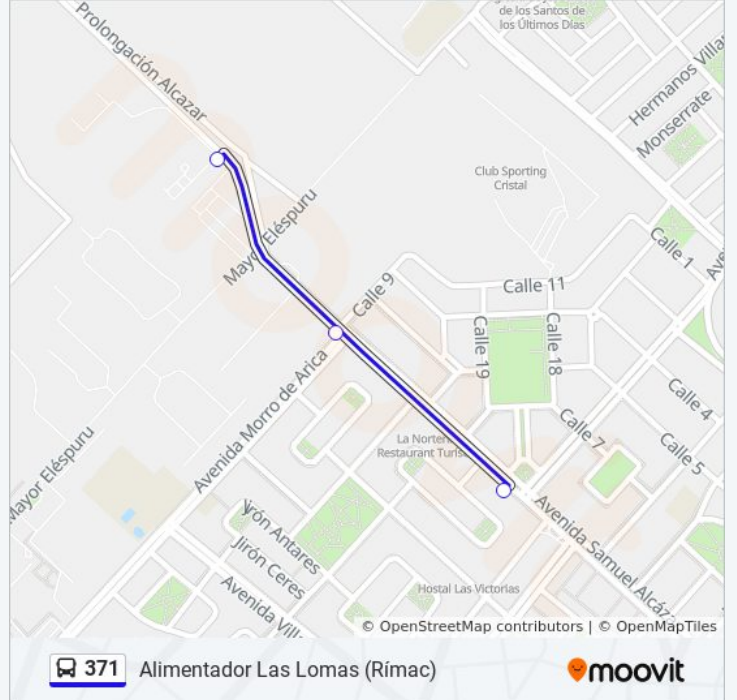 de los Santos de
los Últimos Días
Prolongación Alcazar
Hermanos Villa
Monserrate
Club Sporting
Cristal
Mayor Eléspuru
Calle 1
Ave
Calle 9
Calle 11
Calle 19
Calle 18
Avenida Morro de Arica
Calle 4
Calle 7
La Norteñ
Restaurant Turís
Calle 5
Mayor Eléspuru
Jirón Antares
Avenida Samuel Alcáz
Jirón Ceres
Avenida Vill
Hostal Las Victorias
© OpenStreetMap contributors | © OpenMapTiles
371 Alimentador Las Lomas (Rímac)
moovit